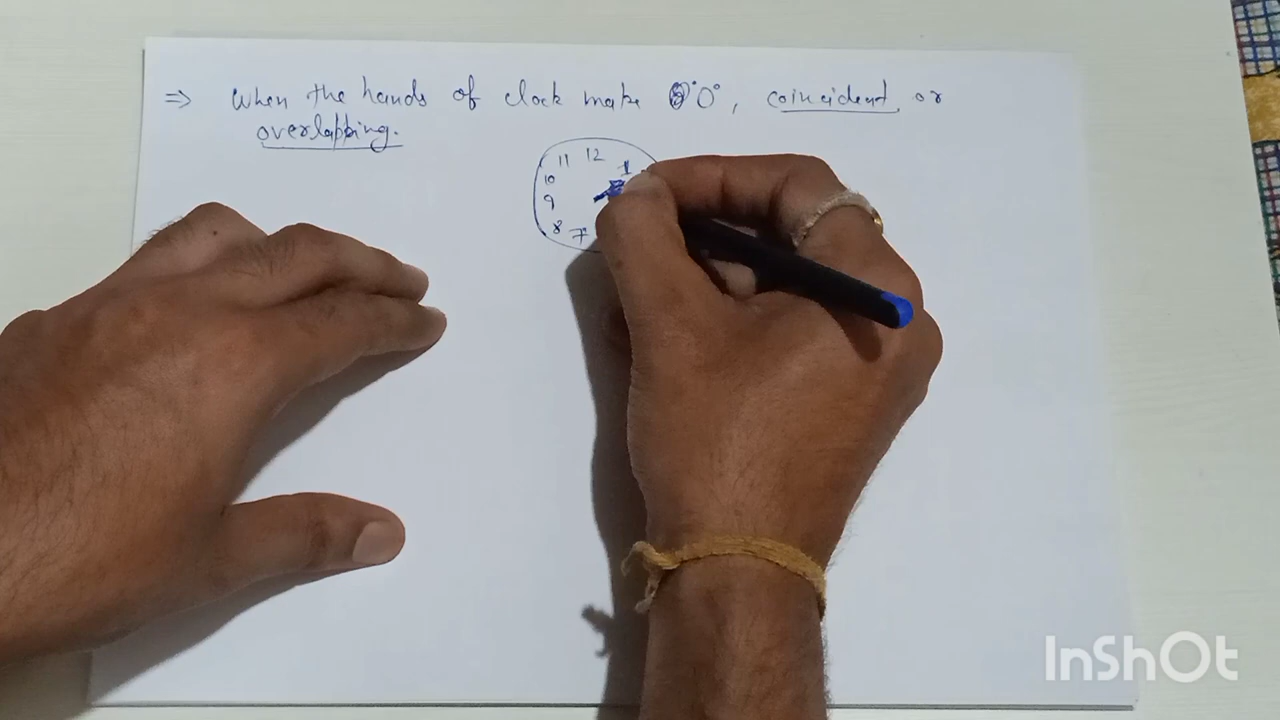 ⇒ When the hands of clock make 0°, coincident or
overlapping.
11 12 1
10
9
8 7
InShOt